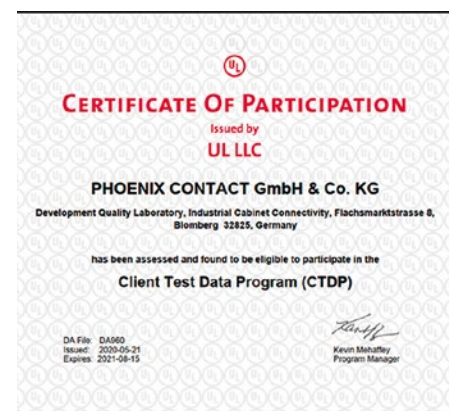 UL
CERTIFICATE OF PARTICIPATION
Issued by
UL LLC
PHOENIX CONTACT GmbH & Co. KG
Development Quality Laboratory, Industrial Cabinet Connectivity, Flachsmarktstrasse 8,
Blomberg 32825, Germany
has been assessed and found to be eligible to participate in the
Client Test Data Program (CTDP)
DA File: DA960
Issued: 2020-05-21
Expires: 2021-08-15
Kevin Mehaffey
Program Manager